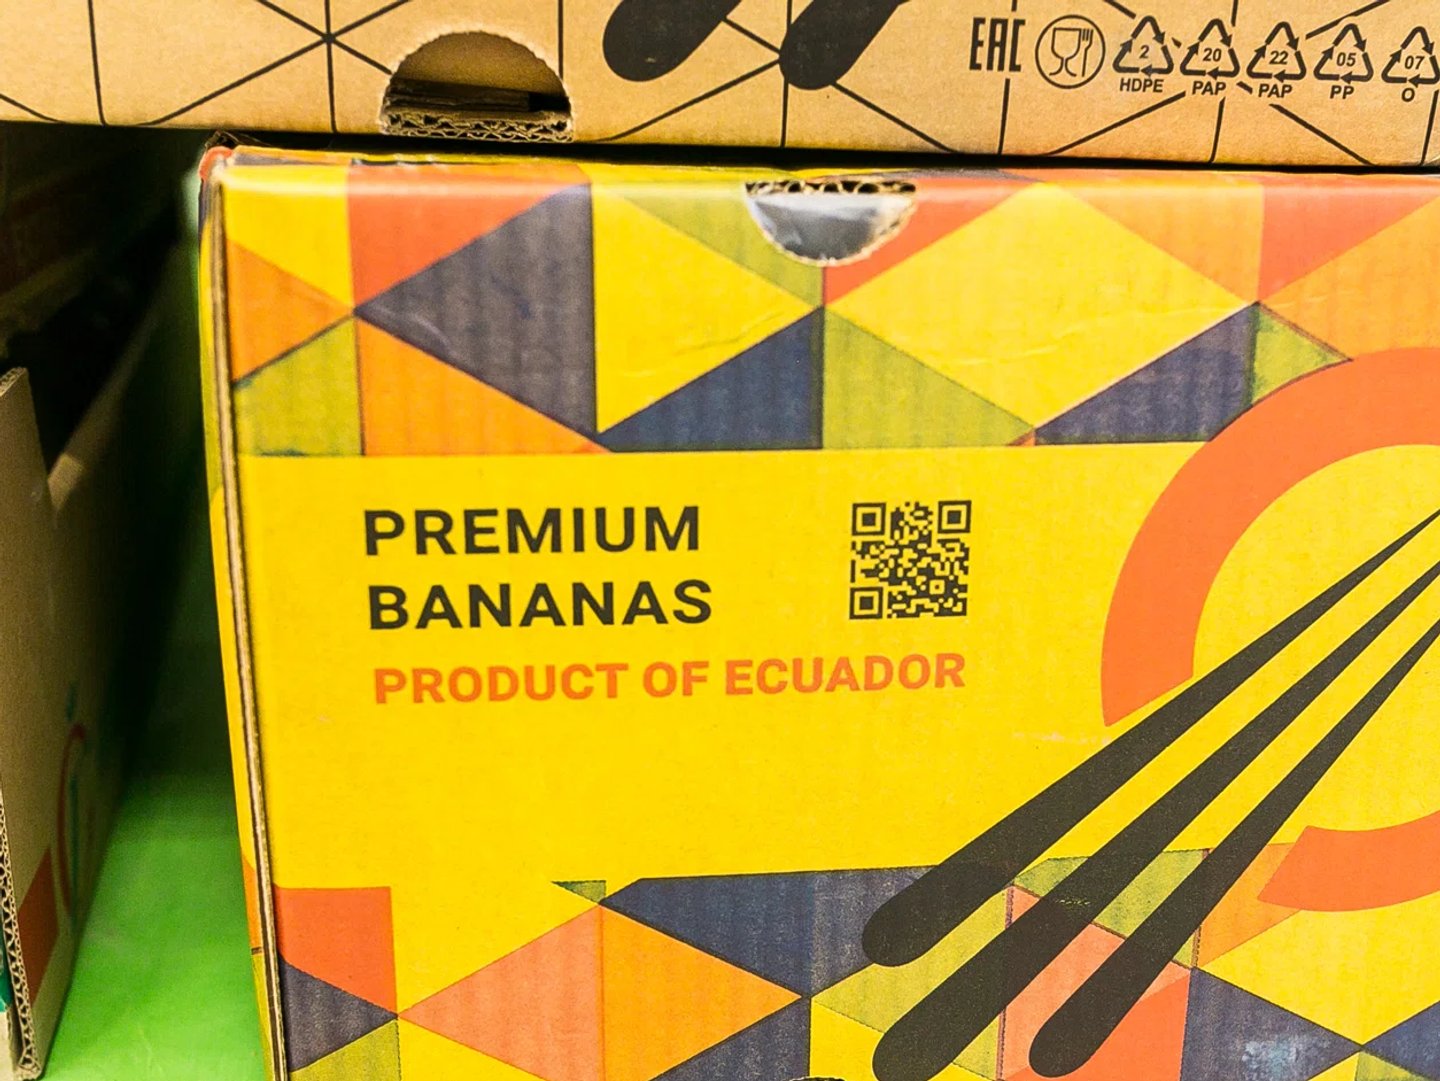 EAC
2
HDPE
20
PAP
22
PAP
05
PP
07
O
PREMIUM
BANANAS
PRODUCT OF ECUADOR